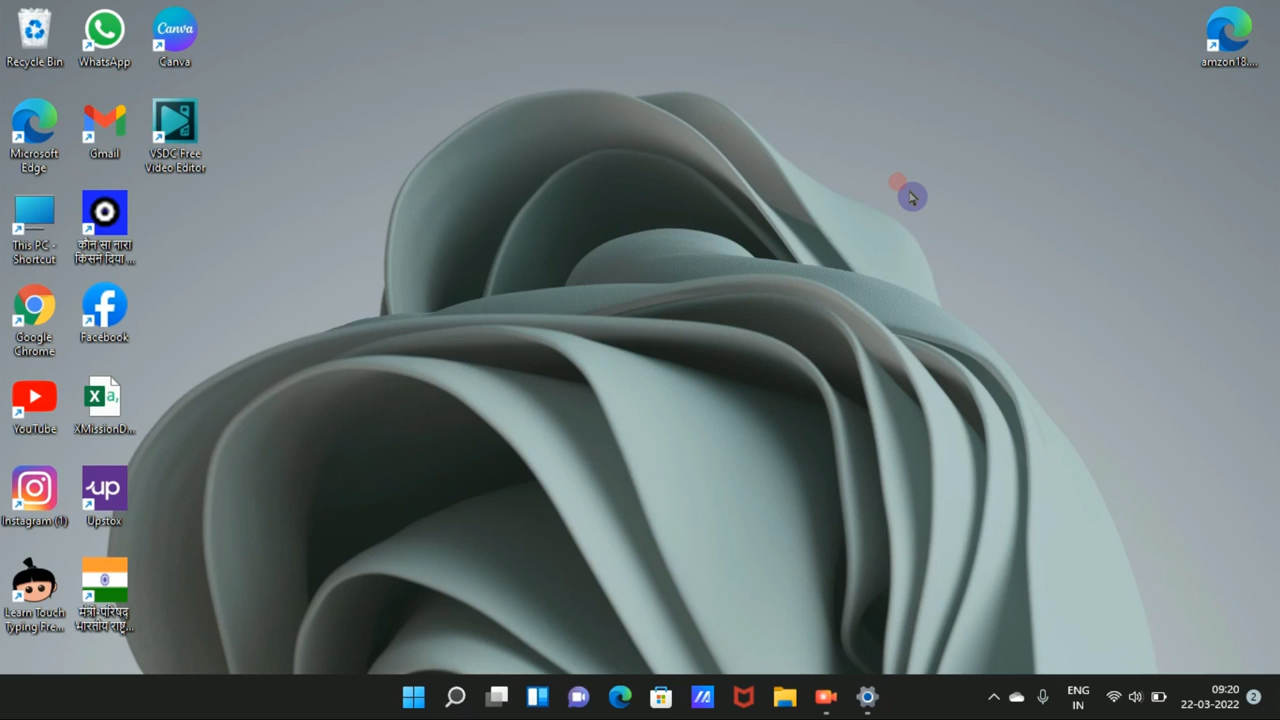 Recycle Bin
WhatsApp
Canva
Canva
amzon18....
Microsoft
Edge
Gmail
VSDC Free
Video Editor
This PC -
Shortcut
कौन सा नारा
किसने दिया ...
Google
Chrome
Facebook
YouTube
a,
XMissionD...
Instagram (1)
up
Upstox
Learn Touch
Typing Fre...
मंत्री-परिषद्
भारतीय राष्ट्र...
ENG
IN
09:20
22-03-2022
2